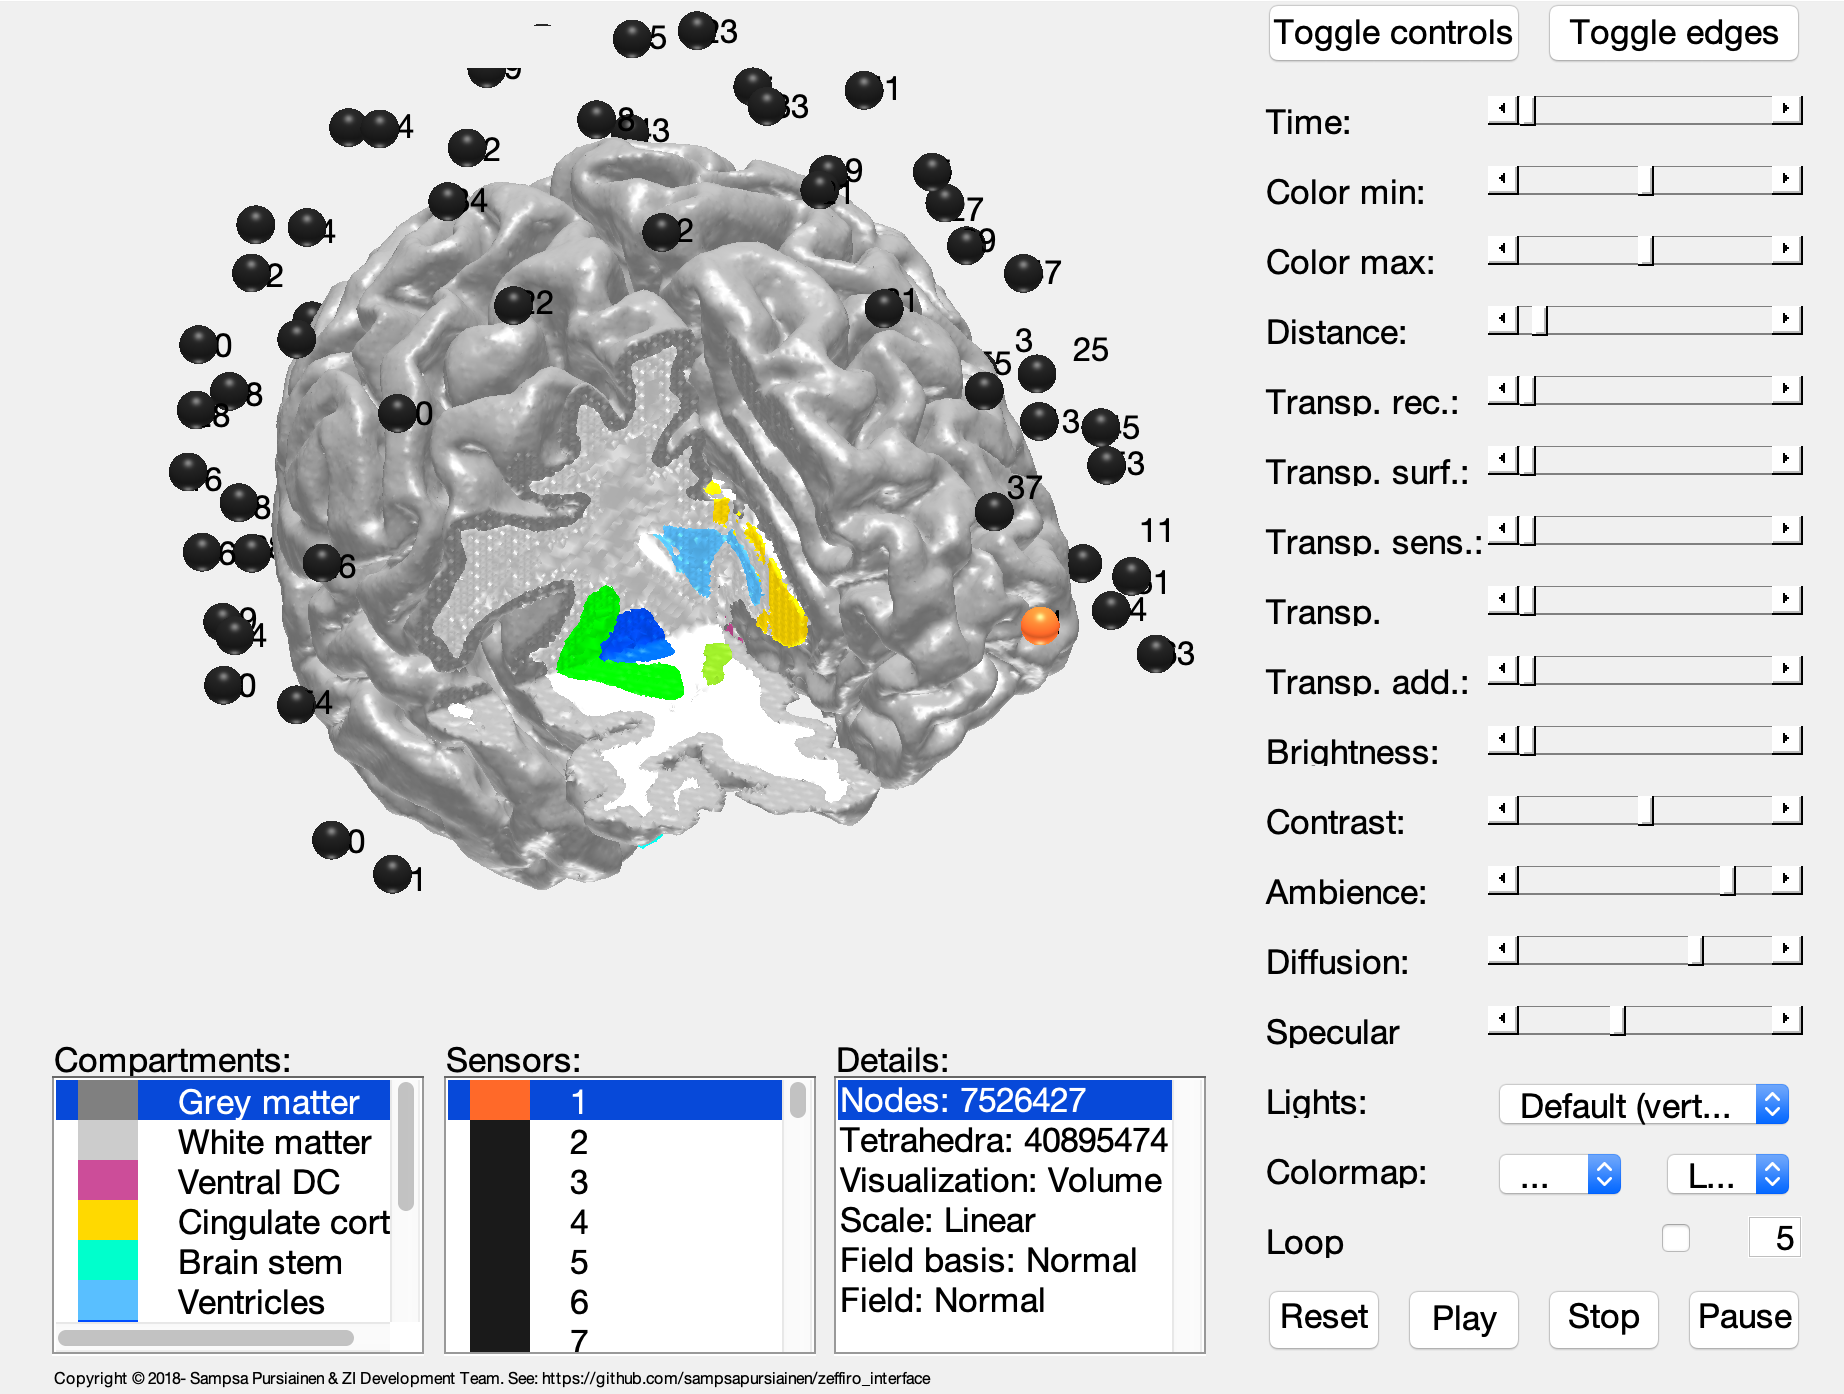 Toggle controls
Toggle edges
Time:
Color min:
Color max:
Distance:
Transp. rec.:
Transp. surf.:
Transp. sens.:
Transp.
Transp. add.:
Brightness:
Contrast:
Ambience:
Diffusion:
Specular
Lights: Default (vert...
Colormap: ... L...
Loop 5
Reset Play Stop Pause
25
37
11
Compartments:
Grey matter
White matter
Ventral DC
Cingulate cort
Brain stem
Ventricles
Sensors:
1
2
3
4
5
6
7
Details:
Nodes: 7526427
Tetrahedra: 40895474
Visualization: Volume
Scale: Linear
Field basis: Normal
Field: Normal
Copyright © 2018- Sampsa Pursiainen & ZI Development Team. See: https://github.com/sampsapursiainen/zeffiro_interface